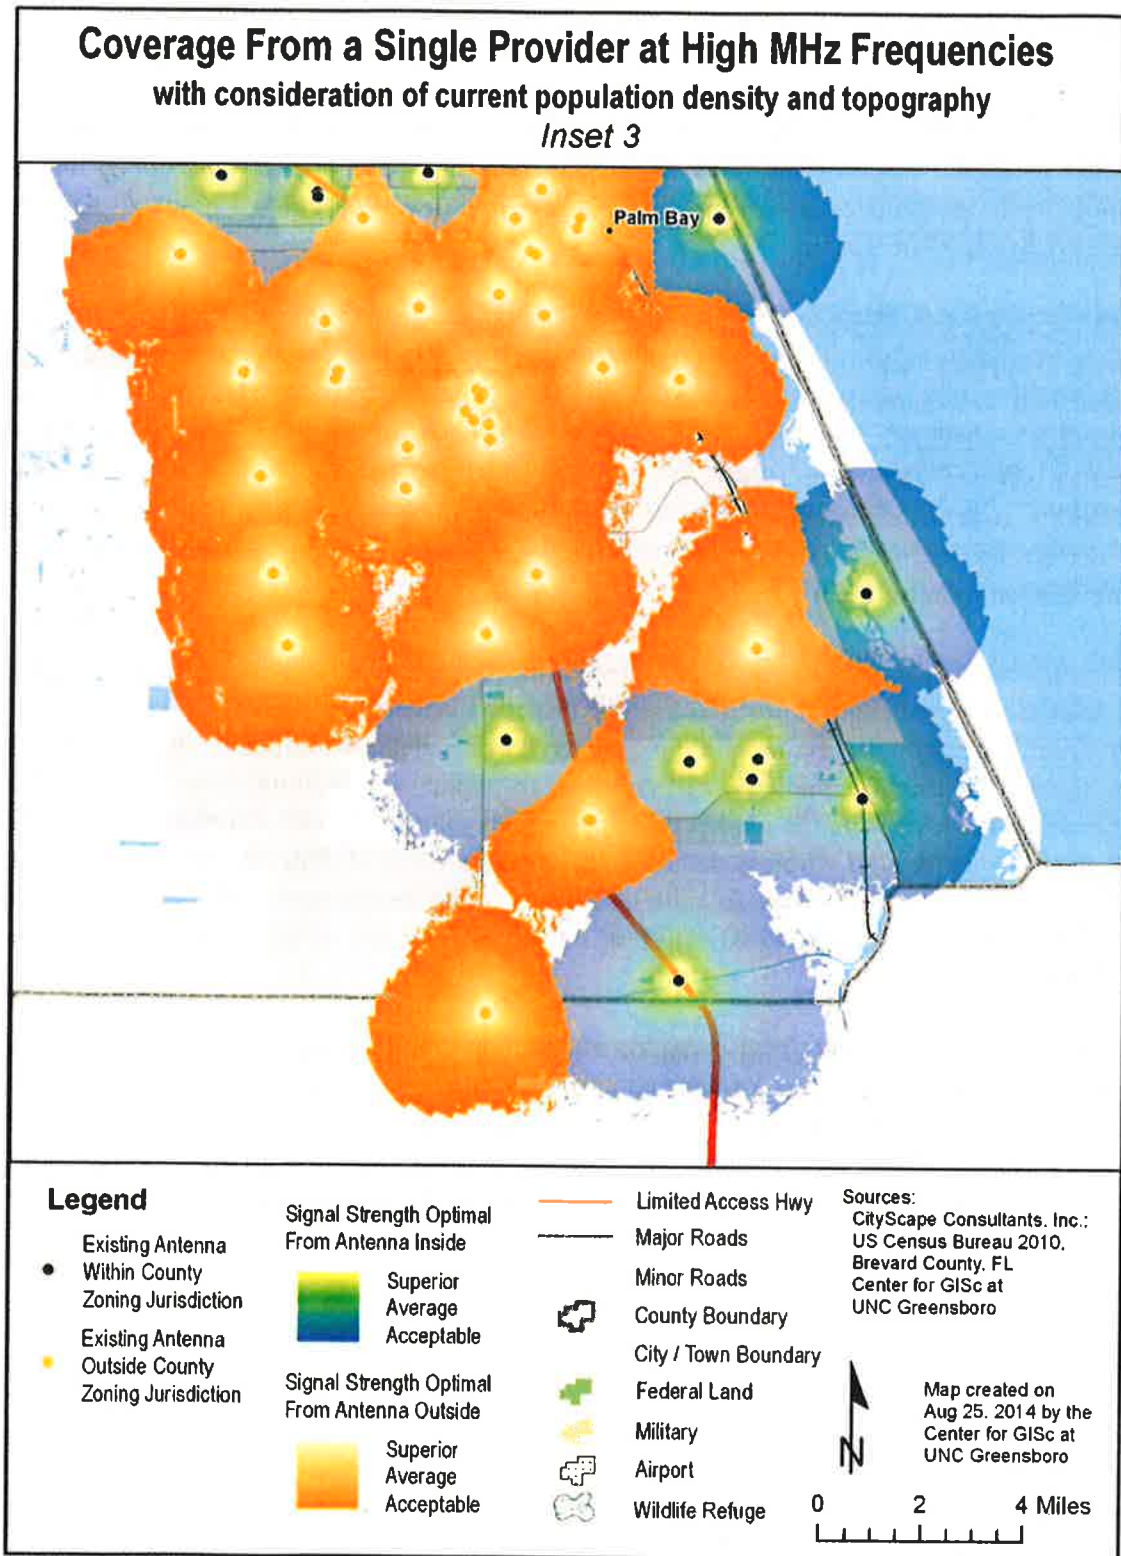 Coverage From a Single Provider at High MHz Frequencies
with consideration of current population density and topography
Inset 3
Palm Bay
Legend
Existing Antenna
Within County
Zoning Jurisdiction
Existing Antenna
Outside County
Zoning Jurisdiction
Signal Strength Optimal
From Antenna Inside
Superior
Average
Acceptable
Signal Strength Optimal
From Antenna Outside
Superior
Average
Acceptable
Limited Access Hwy
Major Roads
Minor Roads
County Boundary
City / Town Boundary
Federal Land
Military
Airport
Wildlife Refuge
Sources:
CityScape Consultants, Inc.;
US Census Bureau 2010,
Brevard County, FL
Center for GISc at
UNC Greensboro
N
Map created on
Aug 25, 2014 by the
Center for GISc at
UNC Greensboro
0 2 4 Miles